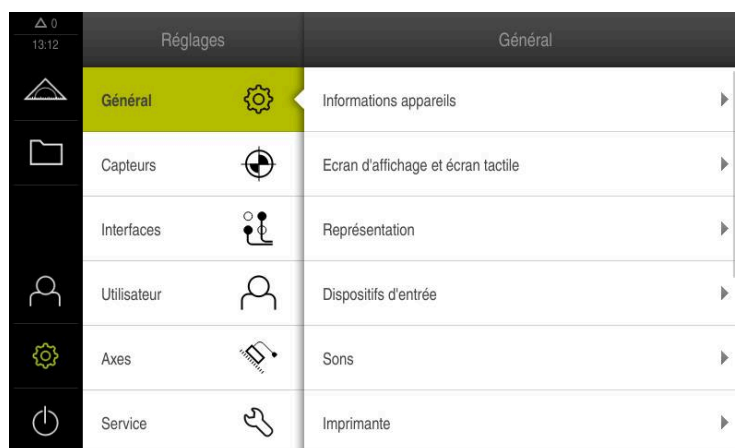 △ 0
13:12
Réglages
Général
Général
Capteurs
Interfaces
Utilisateur
Axes
Service
Informations appareils
Ecran d'affichage et écran tactile
Représentation
Dispositifs d'entrée
Sons
Imprimante